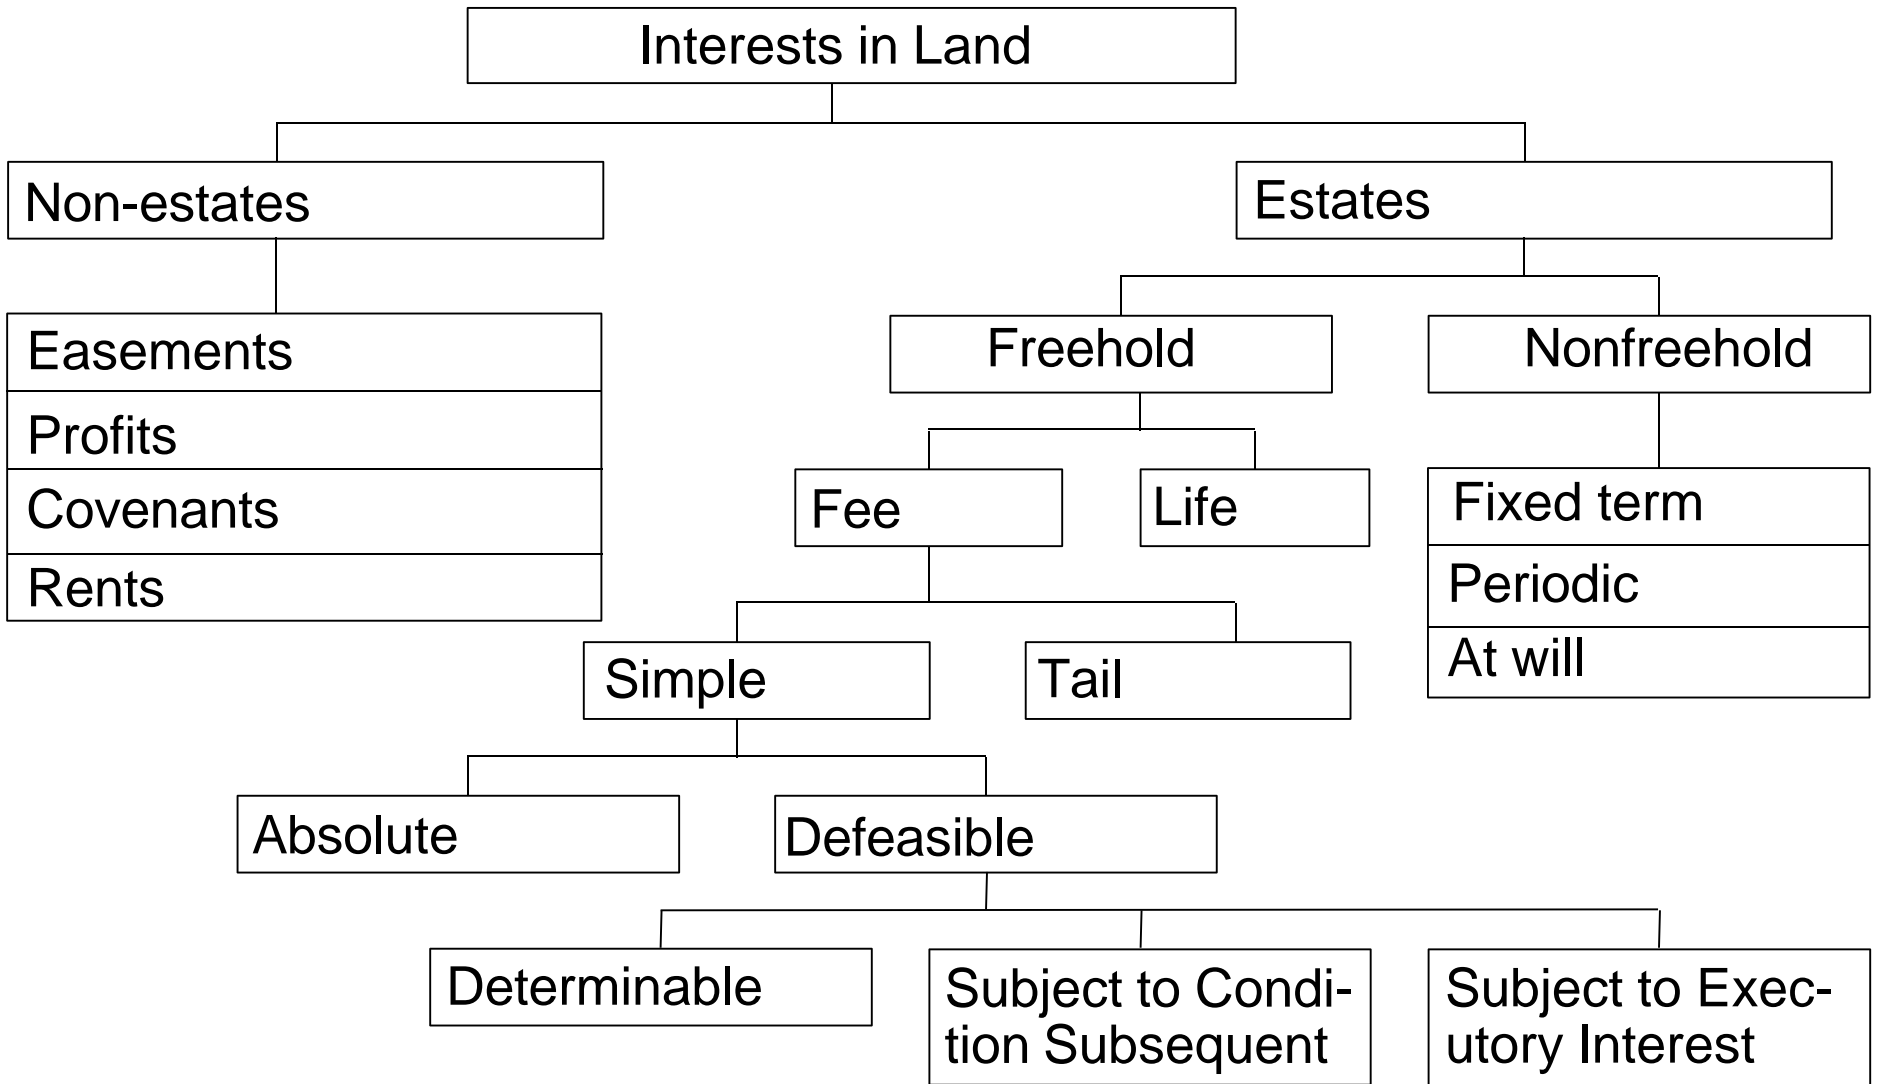 Interests in Land
Non-estates
Estates
Easements
Profits
Covenants
Rents
Freehold
Nonfreehold
Fee
Life
Fixed term
Periodic
At will
Simple
Tail
Absolute
Defeasible
Determinable
Subject to Condi-
tion Subsequent
Subject to Exec-
utory Interest